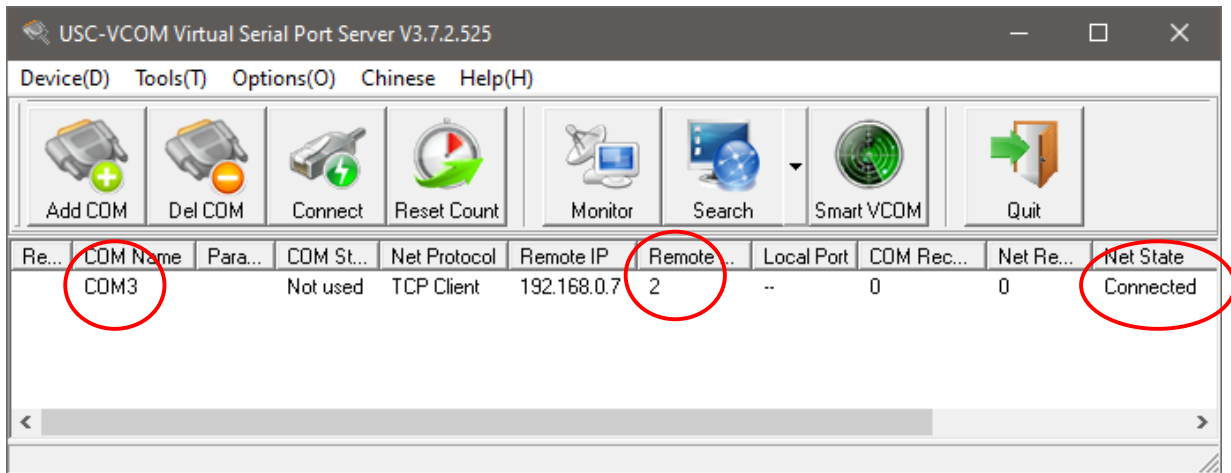 USC-VCOM Virtual Serial Port Server V3.7.2.525
Device(D) Tools(T) Options(O) Chinese Help(H)
Add COM Del COM Connect Reset Count Monitor Search Smart VCOM Quit
Re... COM Name Para... COM St... Net Protocol Remote IP Remote ... Local Port COM Rec... Net Re... Net State
COM3 Not used TCP Client 192.168.0.7 2 -- 0 0 Connected